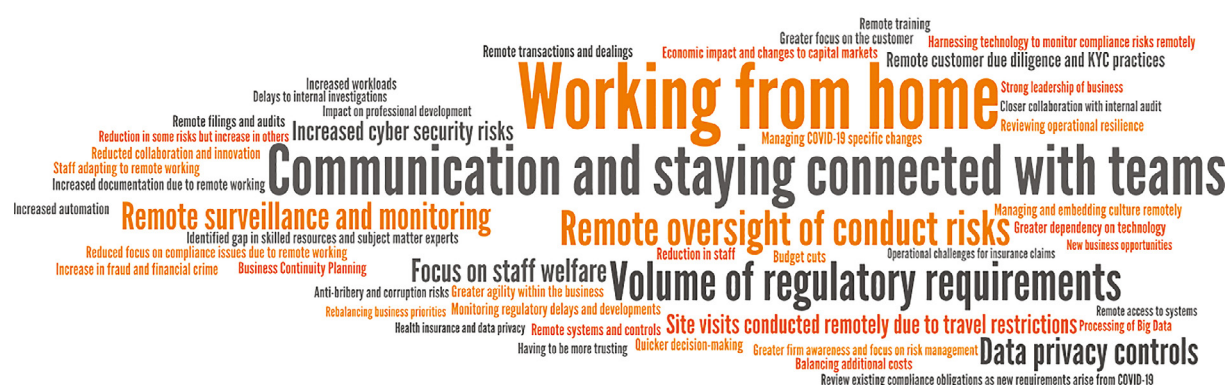 Remote training
Greater focus on the customer
Harnessing technology to monitor compliance risks remotely
Remote transactions and dealings
Economic impact and changes to capital markets
Remote customer due diligence and KYC practices
Working from home
Strong leadership of business
Increased workloads
Delays to internal investigations
Closer collaboration with internal audit
Impact on professional development
Remote filings and audits
Reviewing operational resilience
Reduction in some risks but increase in others
Increased cyber security risks
Managing COVID-19 specific changes
Reducted collaboration and innovation
Staff adapting to remote working
Communication and staying connected with teams
Increased documentation due to remote working
Increased automation
Remote surveillance and monitoring
Remote oversight of conduct risks
Managing and embedding culture remotely
Greater dependency on technology
Identified gap in skilled resources and subject matter experts
New business opportunities
Reduced focus on compliance issues due to remote working
Reduction in staff
Budget cuts
Operational challenges for insurance claims
Increase in fraud and financial crime
Business Continuity Planning
Focus on staff welfare
Volume of regulatory requirements
Anti-bribery and corruption risks
Greater agility within the business
Rebalancing business priorities
Monitoring regulatory delays and developments
Remote access to systems
Health insurance and data privacy
Remote systems and controls
Site visits conducted remotely due to travel restrictions
Processing of Big Data
Having to be more trusting
Quicker decision-making
Greater firm awareness and focus on risk management
Data privacy controls
Balancing additional costs
Review existing compliance obligations as new requirements arise from COVID-19